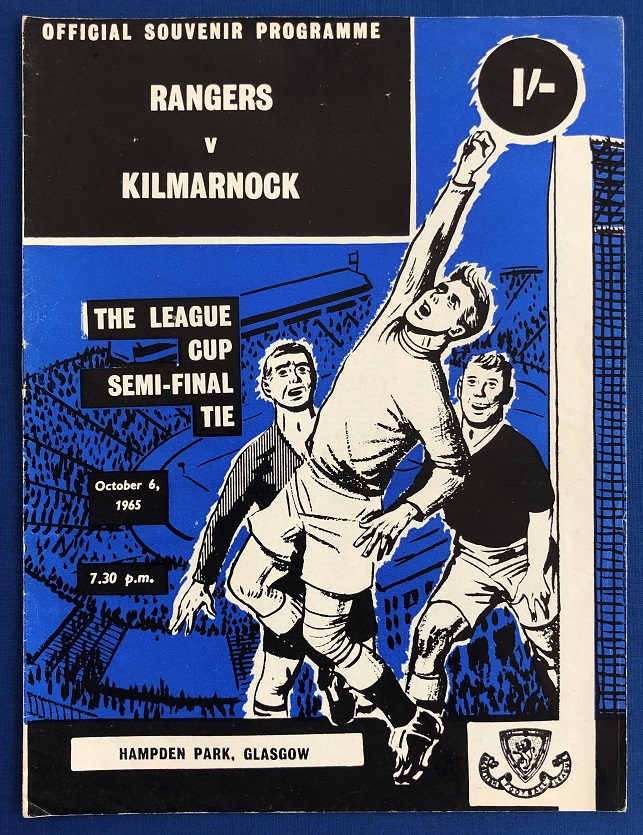 OFFICIAL SOUVENIR PROGRAMME
RANGERS
v
KILMARNOCK
1/-
THE LEAGUE
CUP
SEMI-FINAL
TIE
October 6,
1965
7.30 p.m.
HAMPDEN PARK, GLASGOW